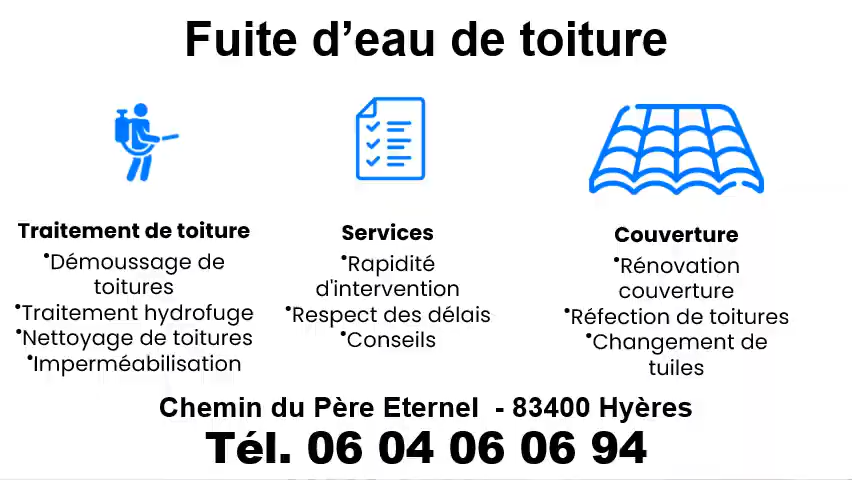 Fuite d’eau de toiture
Traitement de toiture
•Démoussage de
toitures
•Traitement hydrofuge
•Nettoyage de toitures
•Imperméabilisation
Services
•Rapidité
d'intervention
•Respect des délais
•Conseils
Couverture
•Rénovation
couverture
•Réfection de toitures
•Changement de
tuiles
Chemin du Père Eternel - 83400 Hyères
Tél. 06 04 06 06 94